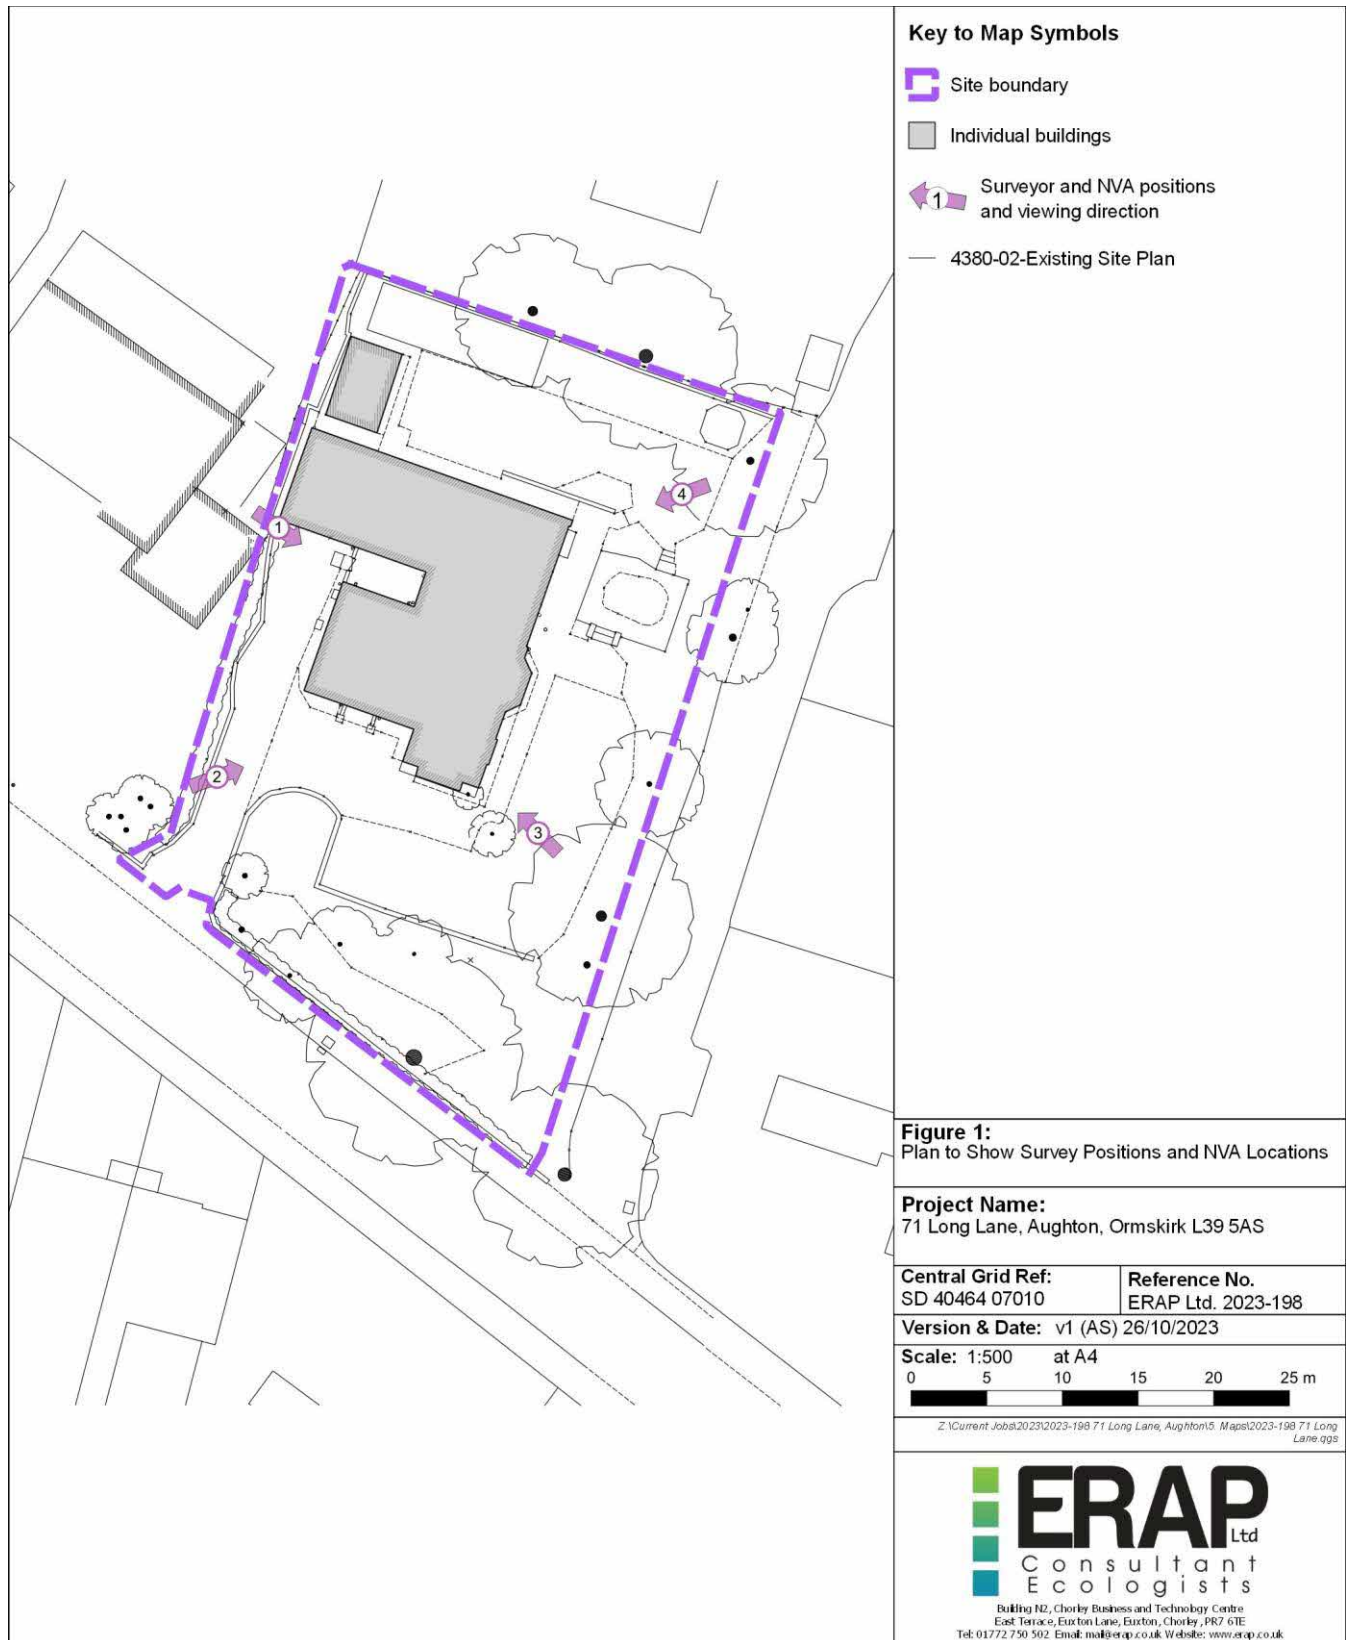 Key to Map Symbols
Site boundary
Individual buildings
1
Surveyor and NVA positions
and viewing direction
4380-02-Existing Site Plan
4
1
2
3
Figure 1:
Plan to Show Survey Positions and NVA Locations
Project Name:
71 Long Lane, Aughton, Ormskirk L39 5AS
Central Grid Ref:
SD 40464 07010
Reference No.
ERAP Ltd. 2023-198
Version & Date: v1 (AS) 26/10/2023
Scale: 1:500 at A4
0 5 10 15 20 25 m
Z:\Current Jobs\2023\2023-198 71 Long Lane, Aughton\5. Maps\2023-198 71 Long
Lane.qgs
ERAP
Ltd
Consultant
Ecologists
Building N2, Chorley Business and Technology Centre
East Terrace, Euxton Lane, Euxton, Chorley, PR7 6TE
Tel: 01772 750 502 Email: mail@erap.co.uk Website: www.erap.co.uk